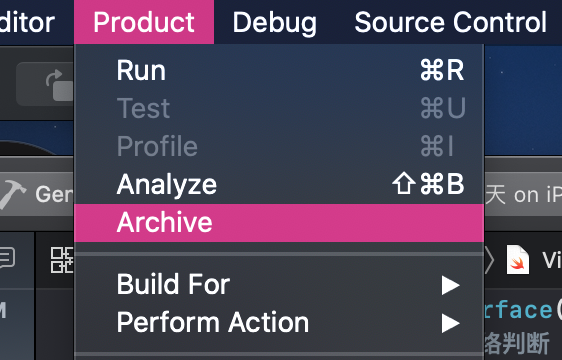 ditor Product Debug Source Control
Run ⌘R
Test ⌘U
Profile ⌘I
Analyze ⇧⌘B
Archive
Build For ▶
Perform Action ▶
Gen
天 on iP
Vi
rface(
络判断
M